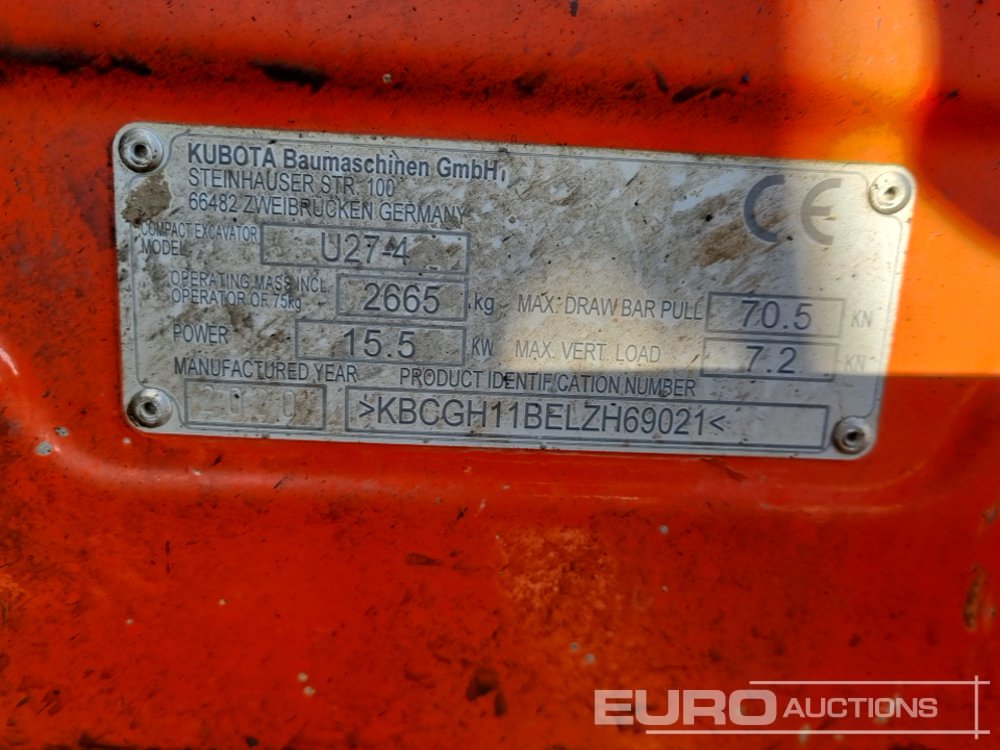 KUBOTA Baumaschinen GmbH
STEINHAUSER STR. 100
66482 ZWEIBRÜCKEN GERMANY
CE
COMPACT EXCAVATOR
MODEL U27-4
OPERATING MASS INCL.
OPERATOR OF 75kg 2665 kg MAX. DRAW BAR PULL 70.5 KN
POWER 15.5 KW MAX. VERT. LOAD 7.2 KN
MANUFACTURED YEAR PRODUCT IDENTIFICATION NUMBER
>KBCGH11BELZH69021<
EURO AUCTIONS